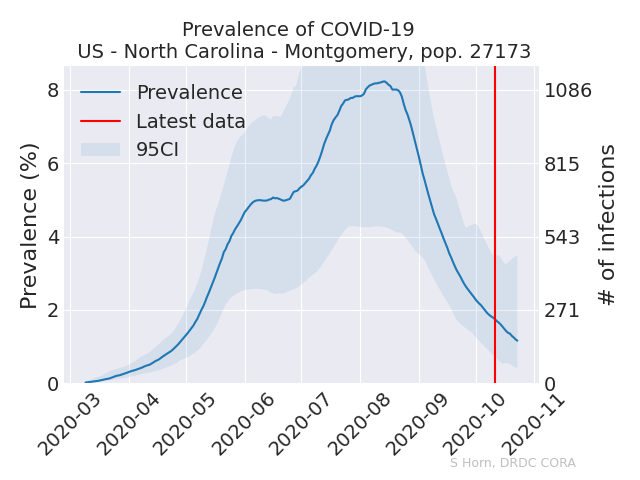 Prevalence of COVID-19
US - North Carolina - Montgomery, pop. 27173
Prevalence
Latest data
95CI
Prevalence (%)
8
6
4
2
0
1086
815
543
271
0
# of infections
2020-03
2020-04
2020-05
2020-06
2020-07
2020-08
2020-09
2020-10
2020-11
S Horn, DRDC CORA